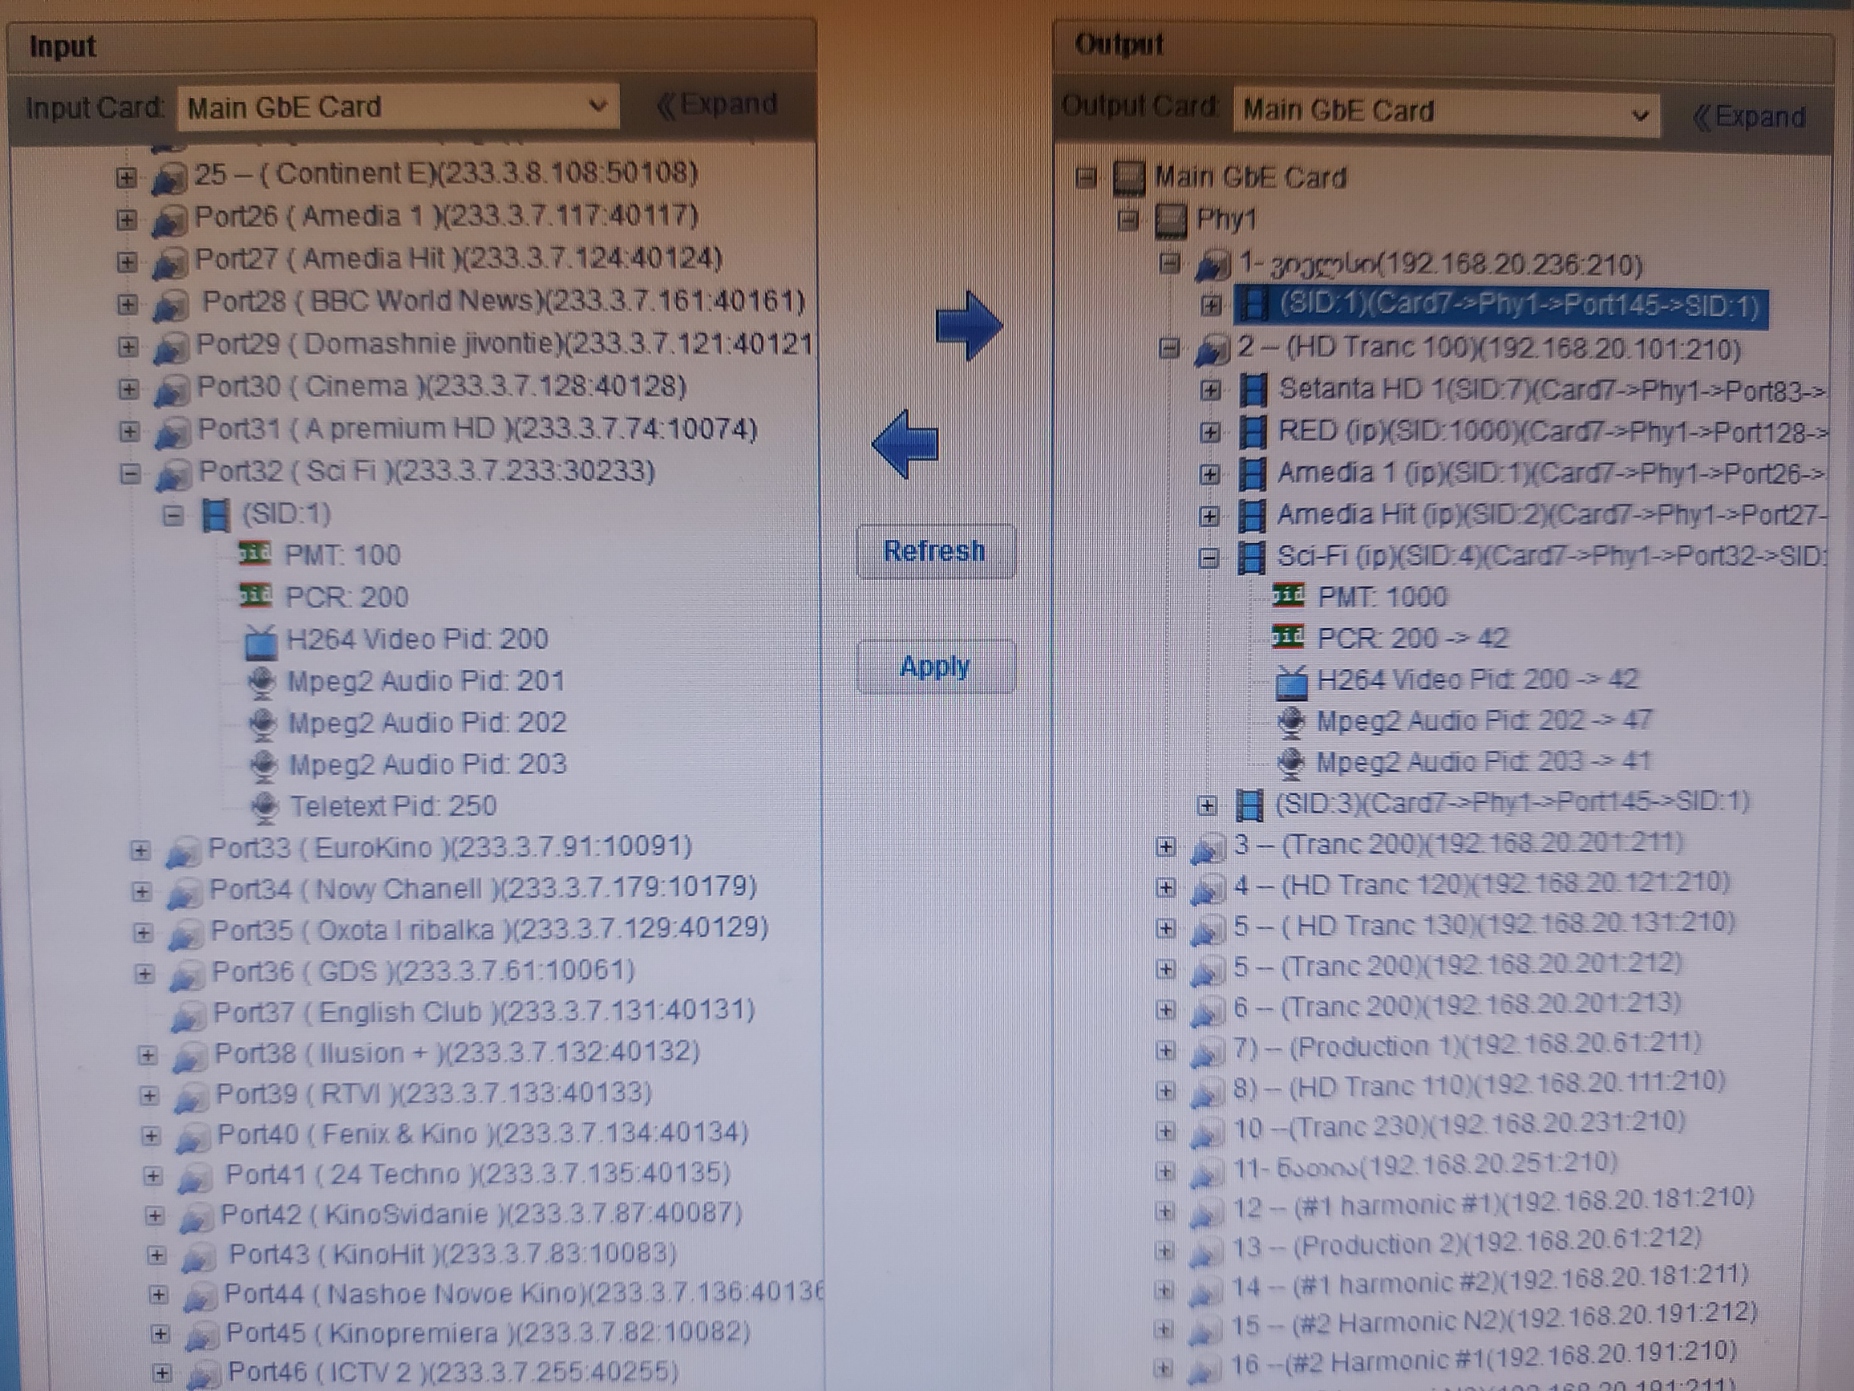 Input
Input Card: Main GbE Card Expand
25 – ( Continent E)(233.3.8.108:50108)
Port26 ( Amedia 1 )(233.3.7.117:40117)
Port27 ( Amedia Hit )(233.3.7.124:40124)
Port28 ( BBC World News)(233.3.7.161:40161)
Port29 ( Domashnie jivontie)(233.3.7.121:40121
Port30 ( Cinema )(233.3.7.128:40128)
Port31 ( A premium HD )(233.3.7.74:10074)
Port32 ( Sci Fi )(233.3.7.233:30233)
(SID:1)
PMT: 100
PCR: 200
H264 Video Pid: 200
Mpeg2 Audio Pid: 201
Mpeg2 Audio Pid: 202
Mpeg2 Audio Pid: 203
Teletext Pid: 250
Port33 ( EuroKino )(233.3.7.91:10091)
Port34 ( Novy Chanell )(233.3.7.179:10179)
Port35 ( Oxota I ribalka )(233.3.7.129:40129)
Port36 ( GDS )(233.3.7.61:10061)
Port37 ( English Club )(233.3.7.131:40131)
Port38 ( Ilusion + )(233.3.7.132:40132)
Port39 ( RTVI )(233.3.7.133:40133)
Port40 ( Fenix & Kino )(233.3.7.134:40134)
Port41 ( 24 Techno )(233.3.7.135:40135)
Port42 ( KinoSvidanie )(233.3.7.87:40087)
Port43 ( KinoHit )(233.3.7.83:10083)
Port44 ( Nashoe Novoe Kino)(233.3.7.136:40136
Port45 ( Kinopremiera )(233.3.7.82:10082)
Port46 ( ICTV 2 )(233.3.7.255:40255)
Refresh
Apply
Output
Output Card: Main GbE Card Expand
Main GbE Card
Phy1
1- ვიელსი(192.168.20.236:210)
(SID:1)(Card7->Phy1->Port145->SID:1)
2 – (HD Tranc 100)(192.168.20.101:210)
Setanta HD 1(SID:7)(Card7->Phy1->Port83->
RED (ip)(SID:1000)(Card7->Phy1->Port128->
Amedia 1 (ip)(SID:1)(Card7->Phy1->Port26->
Amedia Hit (ip)(SID:2)(Card7->Phy1->Port27-
Sci-Fi (ip)(SID:4)(Card7->Phy1->Port32->SID:
PMT: 1000
PCR: 200 -> 42
H264 Video Pid: 200 -> 42
Mpeg2 Audio Pid: 202 -> 47
Mpeg2 Audio Pid: 203 -> 41
(SID:3)(Card7->Phy1->Port145->SID:1)
3 – (Tranc 200)(192.168.20.201:211)
4 – (HD Tranc 120)(192.168.20.121:210)
5 – ( HD Tranc 130)(192.168.20.131:210)
5 – (Tranc 200)(192.168.20.201:212)
6 – (Tranc 200)(192.168.20.201:213)
7) – (Production 1)(192.168.20.61:211)
8) – (HD Tranc 110)(192.168.20.111:210)
10 –(Tranc 230)(192.168.20.231:210)
11- ნათია(192.168.20.251:210)
12 – (#1 harmonic #1)(192.168.20.181:210)
13 – (Production 2)(192.168.20.61:212)
14 – (#1 harmonic #2)(192.168.20.181:211)
15 – (#2 Harmonic N2)(192.168.20.191:212)
16 –(#2 Harmonic #1(192.168.20.191:210)